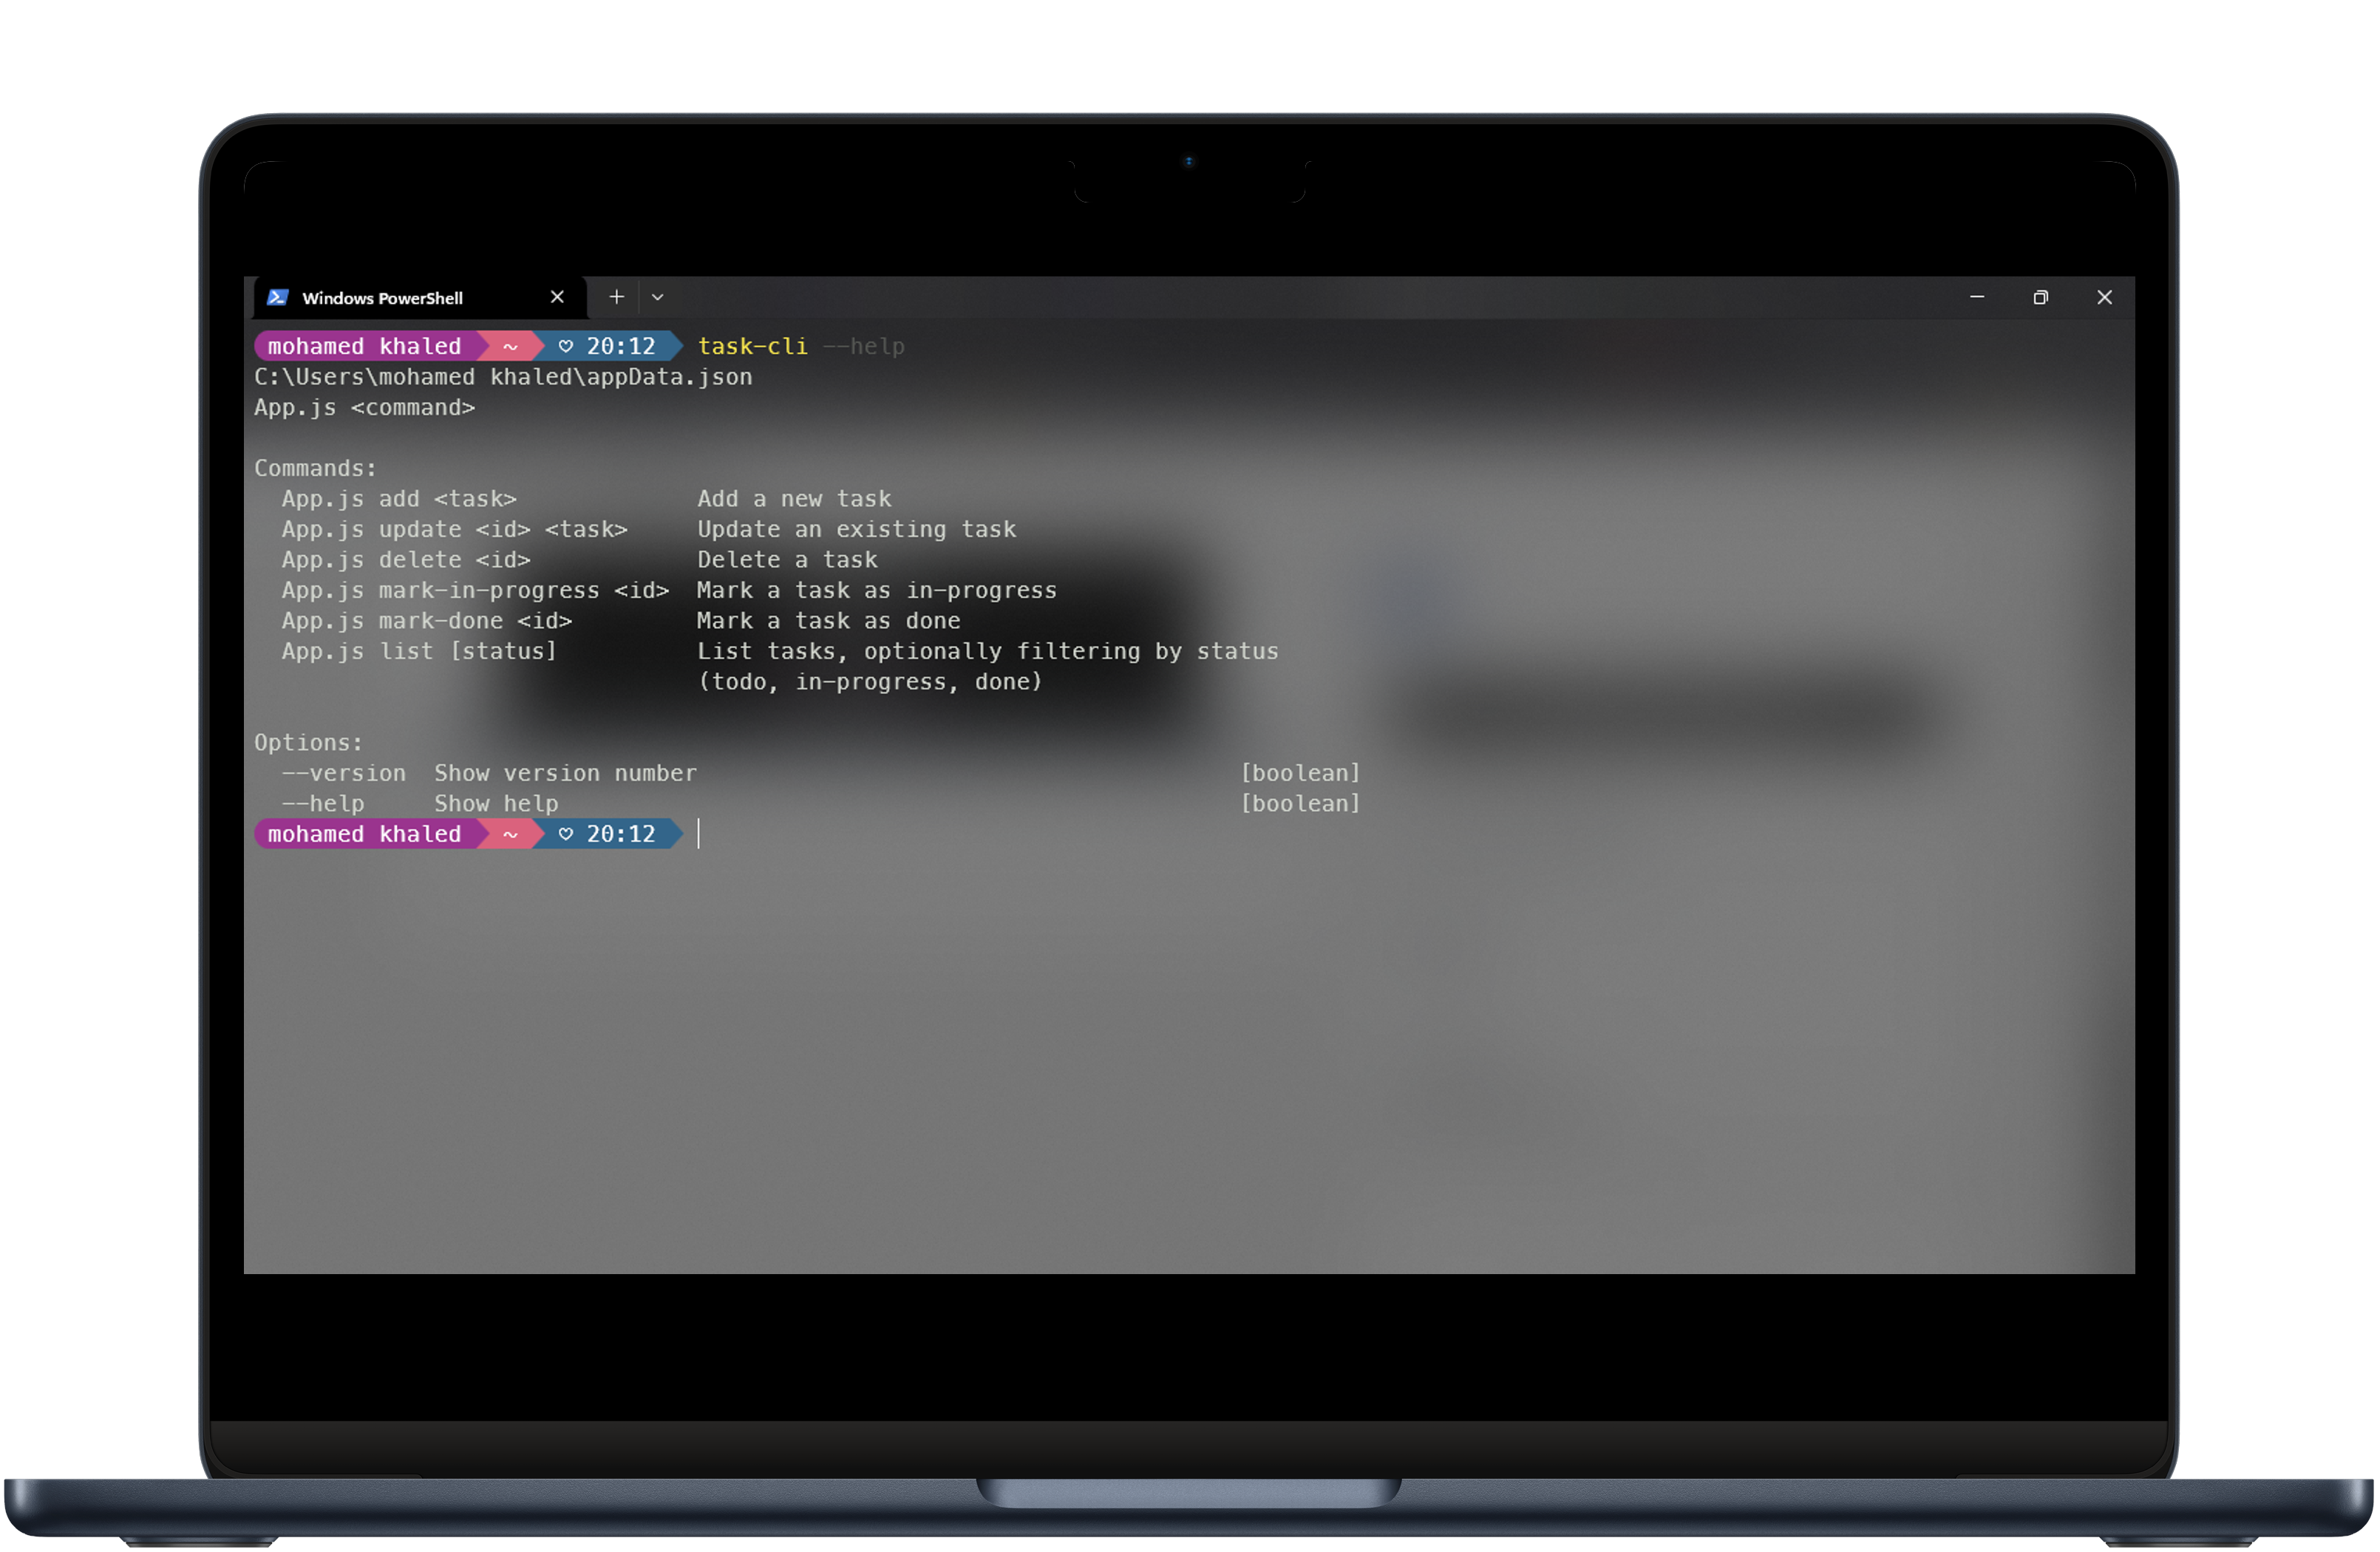 Windows PowerShell
mohamed khaled ~ ♡ 20:12 task-cli --help
C:\Users\mohamed khaled\appData.json
App.js <command>
Commands:
App.js add <task> Add a new task
App.js update <id> <task> Update an existing task
App.js delete <id> Delete a task
App.js mark-in-progress <id> Mark a task as in-progress
App.js mark-done <id> Mark a task as done
App.js list [status] List tasks, optionally filtering by status
(todo, in-progress, done)
Options:
--version Show version number [boolean]
--help Show help [boolean]
mohamed khaled ~ ♡ 20:12